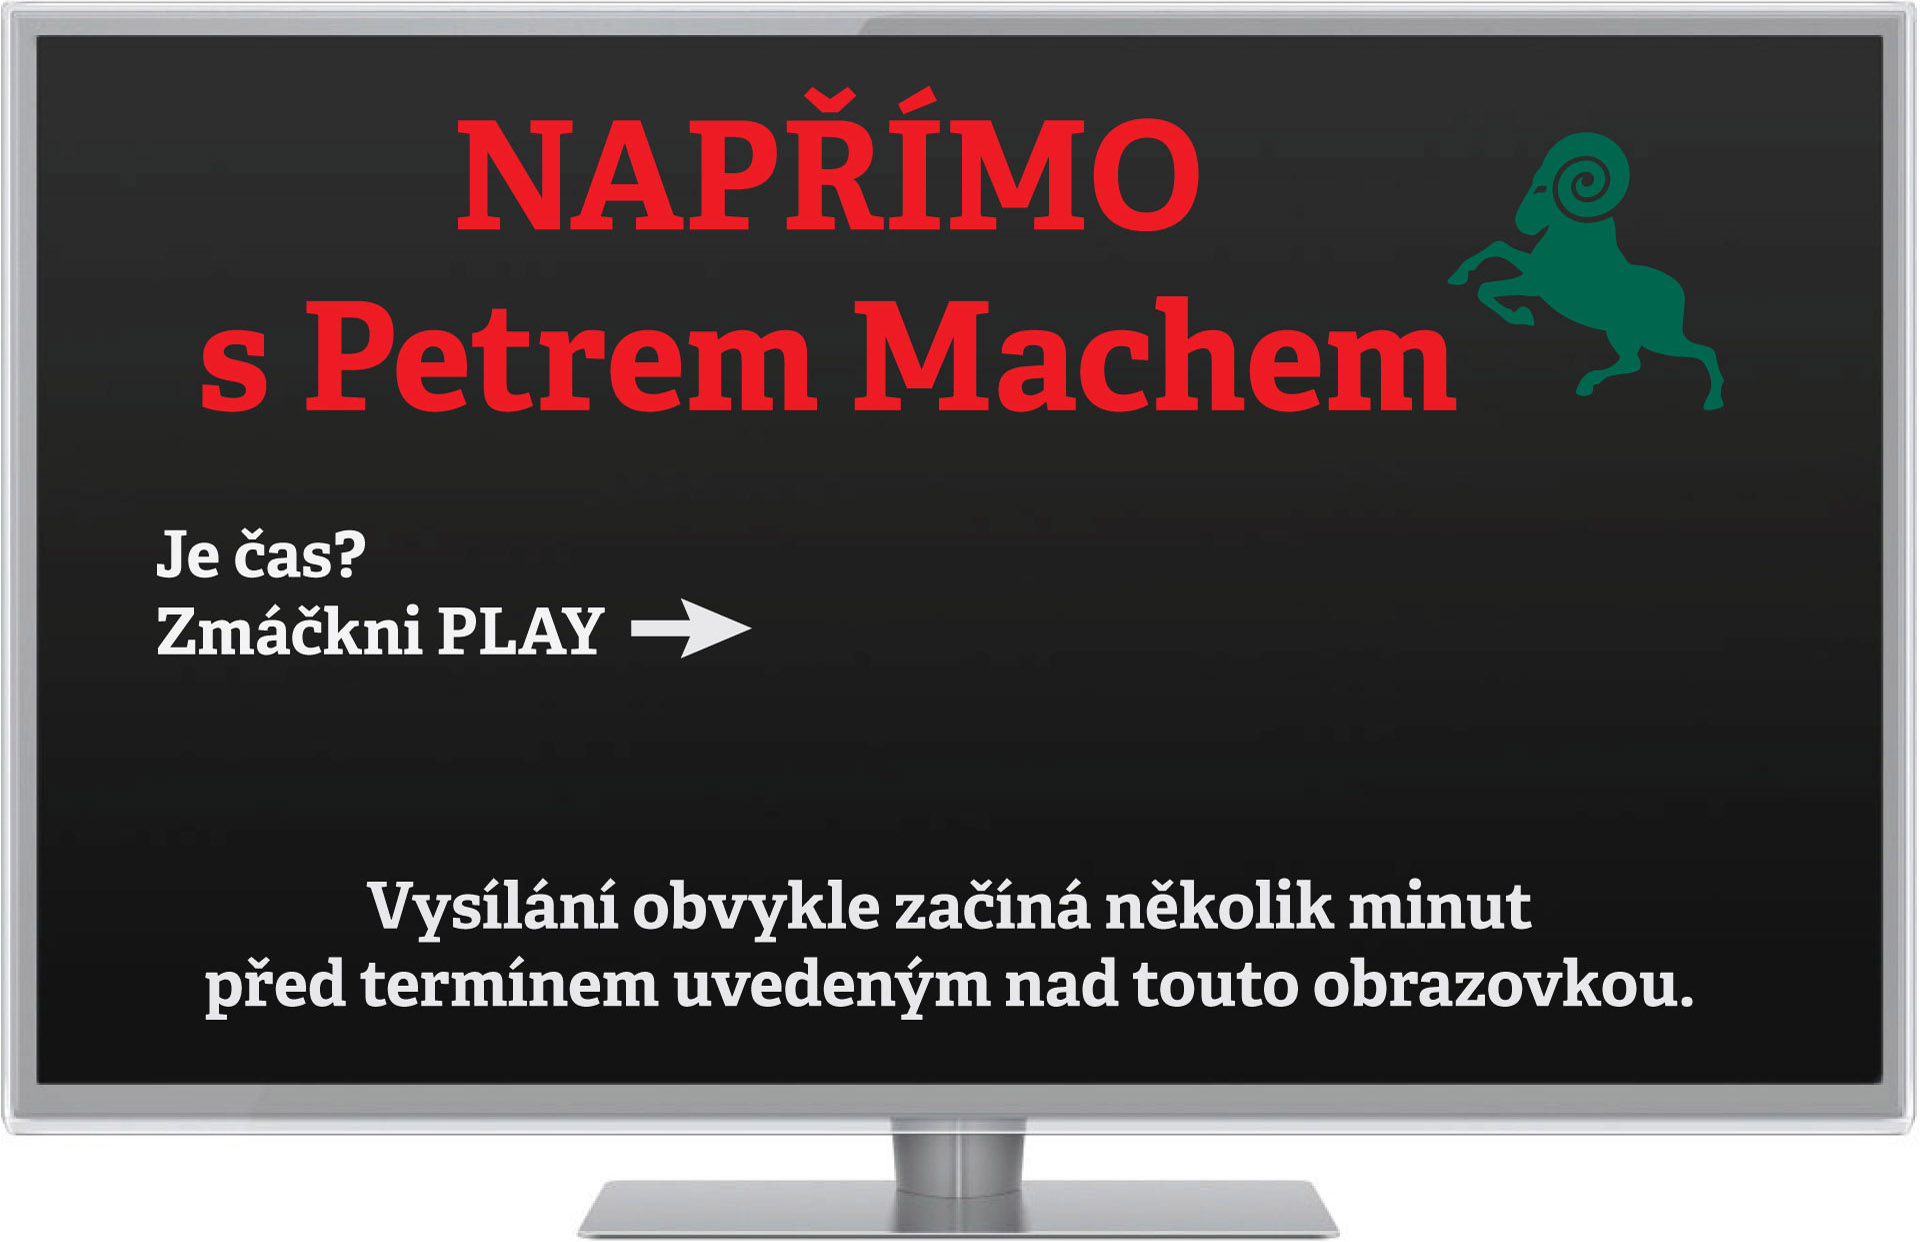 NAPŘÍMO
s Petrem Machem
Je čas?
Zmáčkni PLAY
Vysílání obvykle začíná několik minut
před termínem uvedeným nad touto obrazovkou.